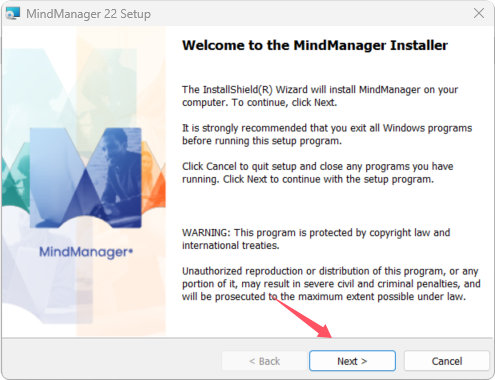 MindManager 22 Setup
Welcome to the MindManager Installer
The InstallShield(R) Wizard will install MindManager on your
computer. To continue, click Next.
It is strongly recommended that you exit all Windows programs
before running this setup program.
Click Cancel to quit setup and close any programs you have
running. Click Next to continue with the setup program.
MindManager®
WARNING: This program is protected by copyright law and
international treaties.
Unauthorized reproduction or distribution of this program, or any
portion of it, may result in severe civil and criminal penalties, and
will be prosecuted to the maximum extent possible under law.
< Back
Next >
Cancel